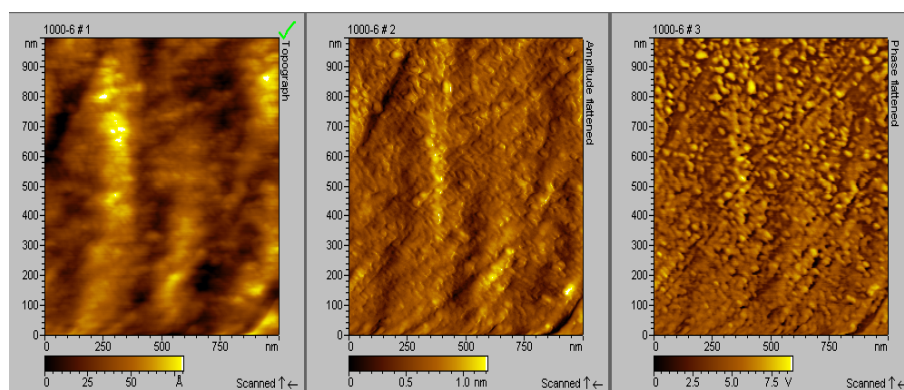 1000-6 # 1
nm
900
800
700
600
500
400
300
200
100
0
0 250 500 750 nm
0 25 50 75 Å
Topograph
Scanned ↑←
1000-6 # 2
nm
900
800
700
600
500
400
300
200
100
0
0 250 500 750 nm
0 0.5 1.0 nm
Amplitude flattened
Scanned ↑←
1000-6 # 3
nm
900
800
700
600
500
400
300
200
100
0
0 250 500 750 nm
0 2.5 5.0 7.5 V
Phase flattened
Scanned ↑←